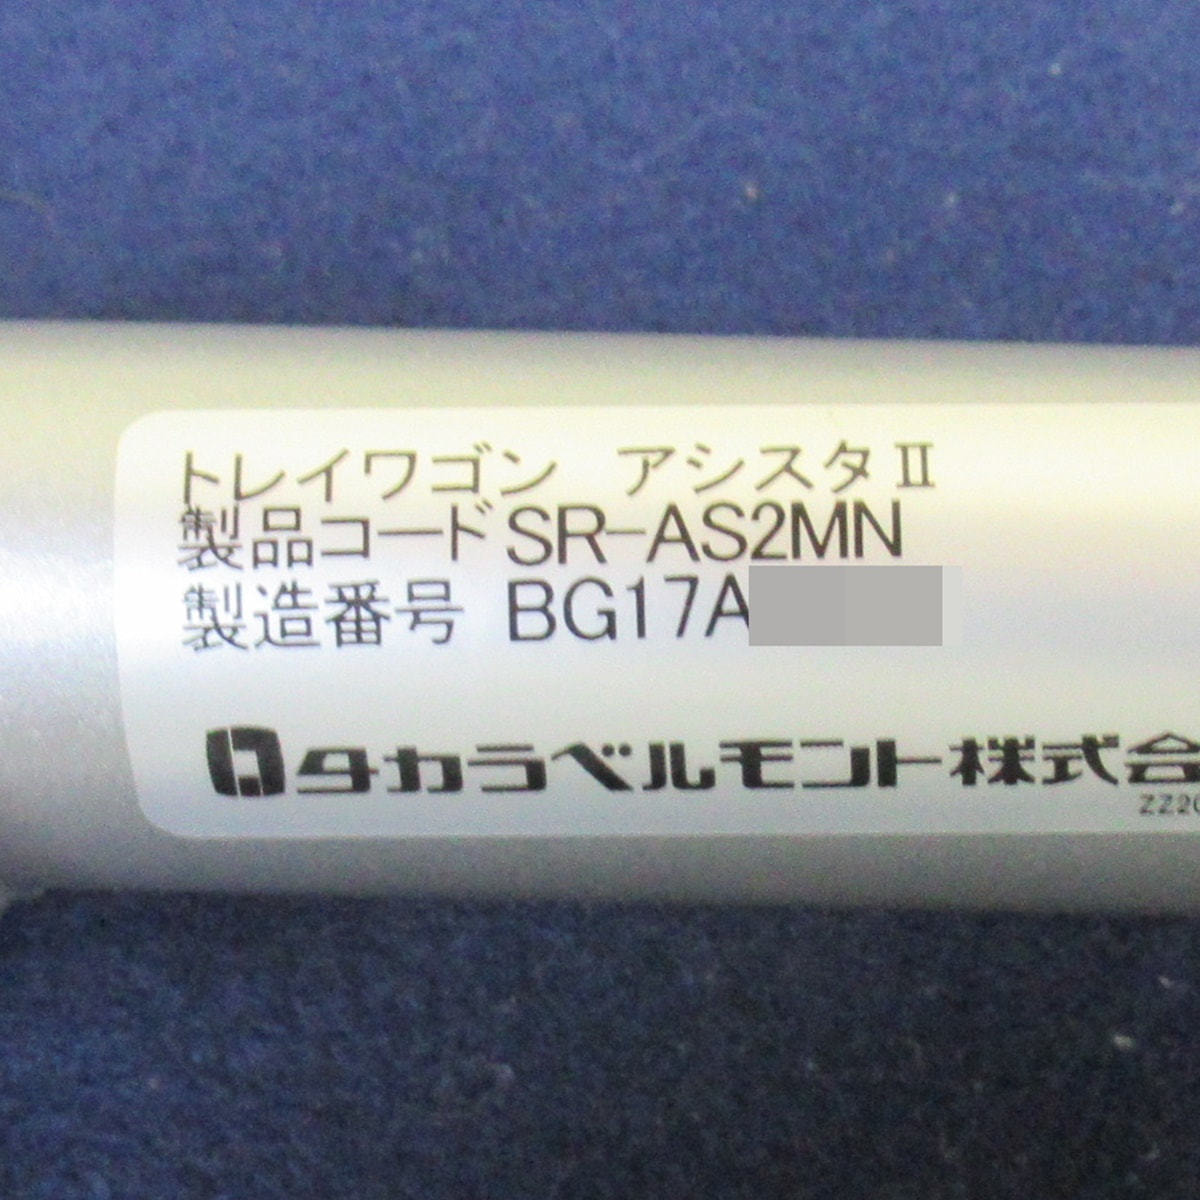 トレイワゴン アシスタⅡ
製品コード SR-AS2MN
製造番号 BG17A
タカラベルモント株式会
ZZ20